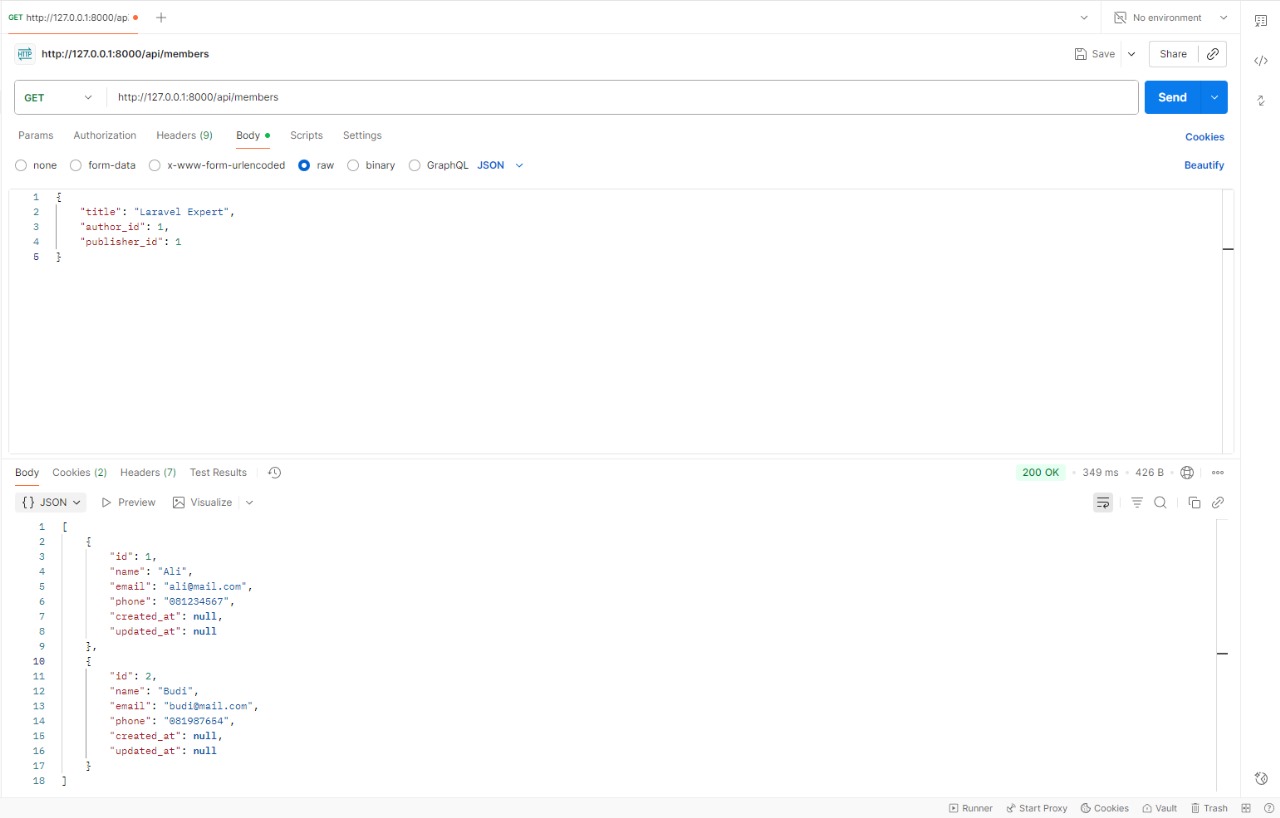 GET http://127.0.0.1:8000/ap
No environment
HTTP http://127.0.0.1:8000/api/members
Save
Share
GET http://127.0.0.1:8000/api/members
Send
Params Authorization Headers (9) Body Scripts Settings
Cookies
none form-data x-www-form-urlencoded raw binary GraphQL JSON
Beautify
1 {
2 "title": "Laravel Expert",
3 "author_id": 1,
4 "publisher_id": 1
5 }
Body Cookies (2) Headers (7) Test Results
200 OK • 349 ms • 426 B
{} JSON Preview Visualize
1 [
2 {
3 "id": 1,
4 "name": "Ali",
5 "email": "ali@mail.com",
6 "phone": "081234567",
7 "created_at": null,
8 "updated_at": null
9 },
10 {
11 "id": 2,
12 "name": "Budi",
13 "email": "budi@mail.com",
14 "phone": "081987654",
15 "created_at": null,
16 "updated_at": null
17 }
18 ]
Runner Start Proxy Cookies Vault Trash